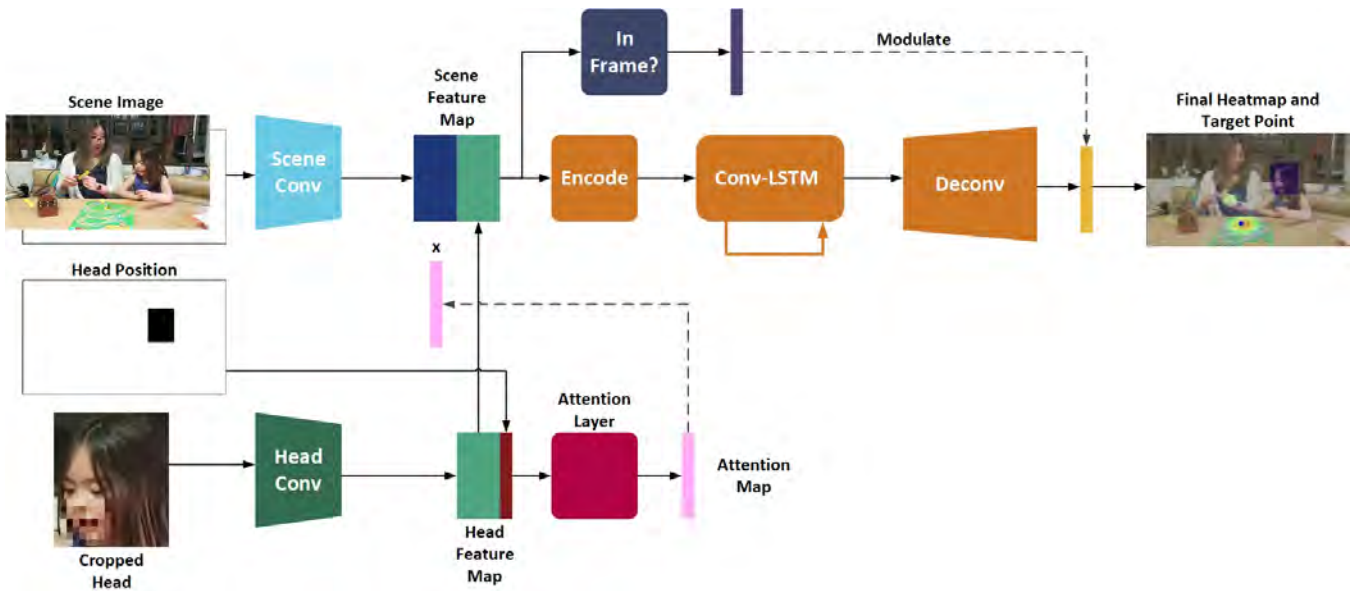 In
Frame?
Modulate
Scene
Feature
Map
Scene Image
Final Heatmap and
Target Point
Scene
Conv
Encode
Conv-LSTM
Deconv
x
Head Position
Attention
Layer
Head
Conv
Attention
Map
Head
Feature
Map
Cropped
Head